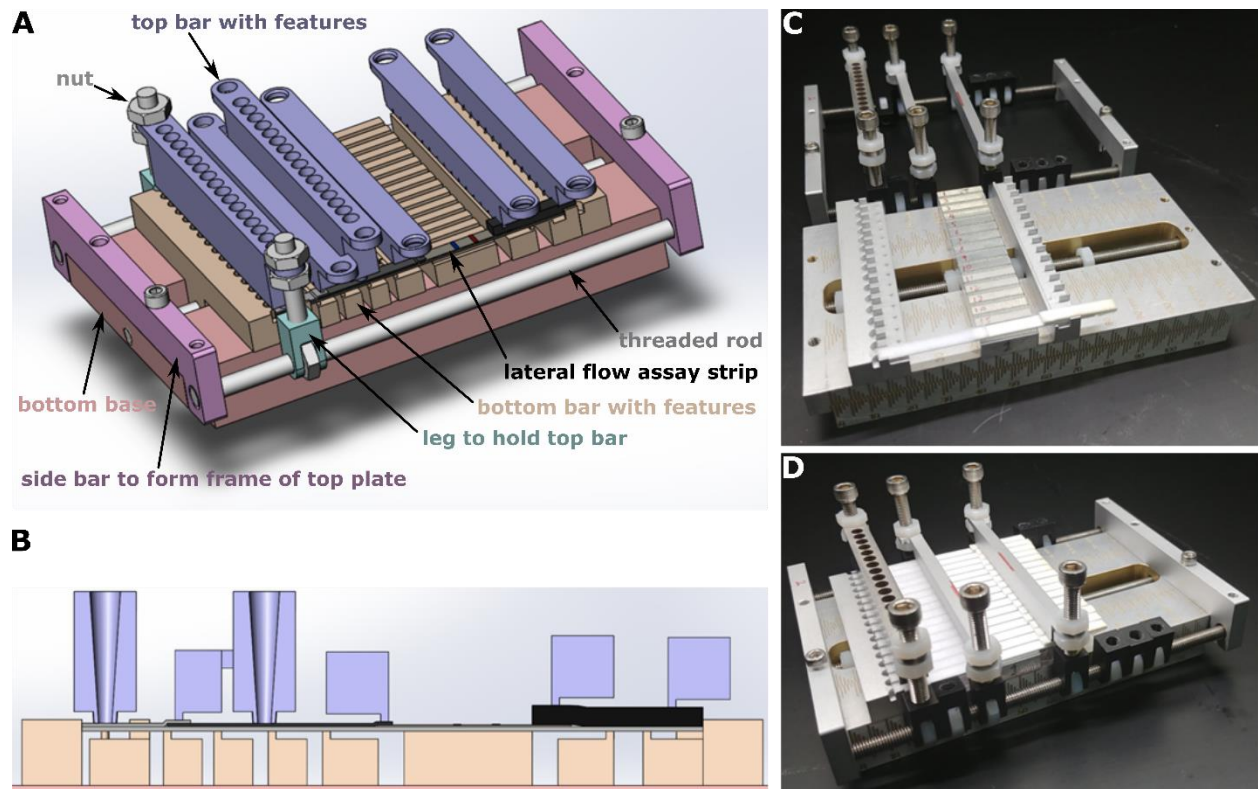 A
top bar with features
nut
threaded rod
lateral flow assay strip
bottom base
bottom bar with features
leg to hold top bar
side bar to form frame of top plate
B
C
D